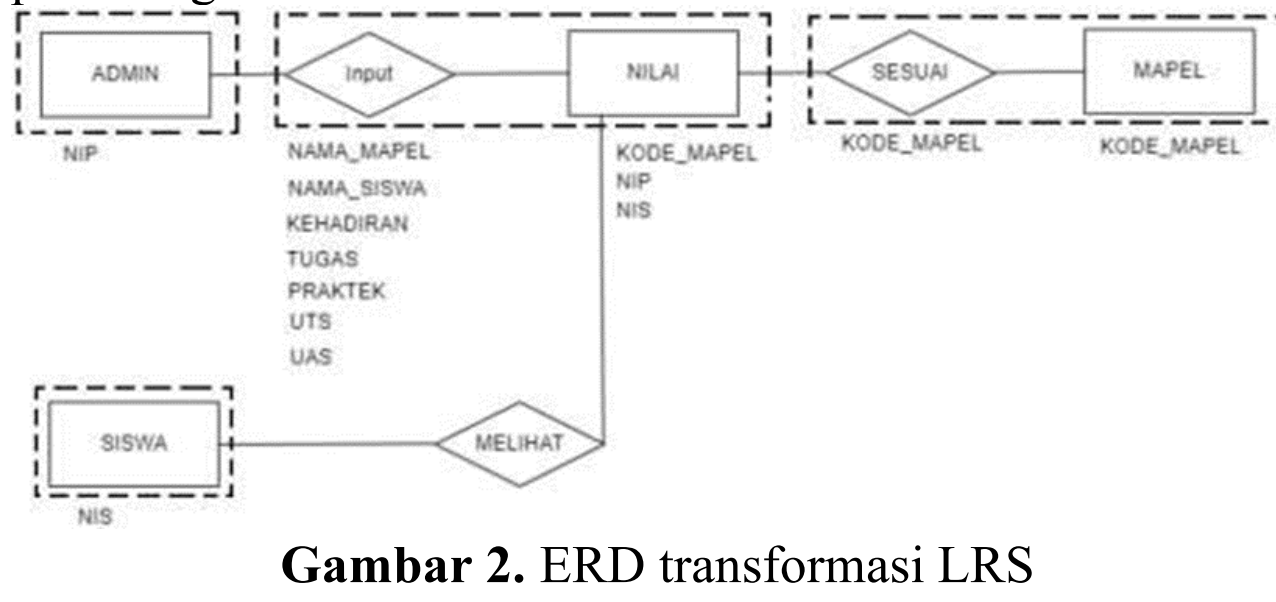 ADMIN
Input
NILAI
SESUAI
MAPEL
NIP
NAMA_MAPEL
NAMA_SISWA
KEHADIRAN
TUGAS
PRAKTEK
UTS
UAS
KODE_MAPEL
NIP
NIS
KODE_MAPEL
KODE_MAPEL
SISWA
MELIHAT
NIS
Gambar 2. ERD transformasi LRS